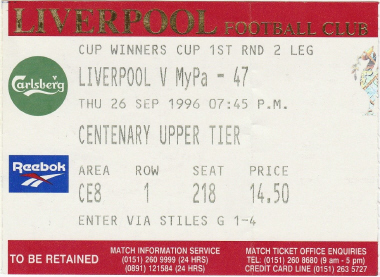 LIVERPOOL FOOTBALL CLUB
CUP WINNERS CUP 1ST RND 2 LEG
Carlsberg
LIVERPOOL V MyPa - 47
THU 26 SEP 1996 07:45 P.M.
CENTENARY UPPER TIER
Reebok
AREA ROW SEAT PRICE
CE8 1 218 14.50
ENTER VIA STILES G 1-4
TO BE RETAINED
MATCH INFORMATION SERVICE
(0151) 260 9999 (24 HRS)
(0891) 121584 (24 HRS)
MATCH TICKET OFFICE ENQUIRIES
TEL (0151) 260 8680 (9 am - 5 pm)
CREDIT CARD LINE (0151) 263 5727